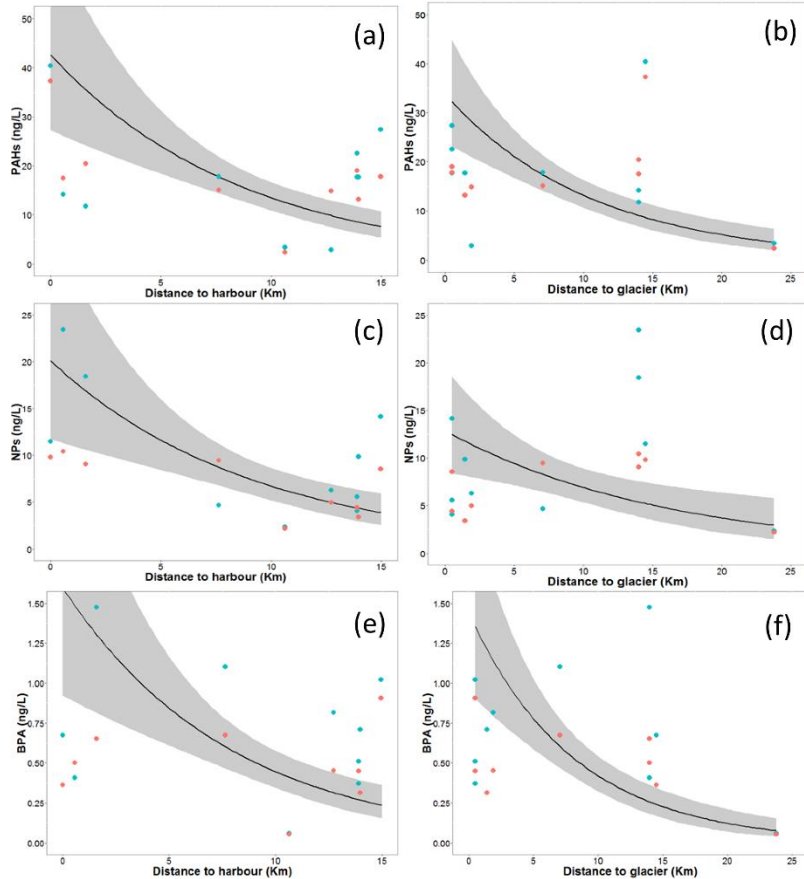 (a)
50
40
30
20
10
0
PAHs (ng/L)
0 5 10 15
Distance to harbour (Km)
(b)
50
40
30
20
10
0
PAHs (ng/L)
0 5 10 15 20 25
Distance to glacier (Km)
(c)
25
20
15
10
5
0
NPs (ng/L)
0 5 10 15
Distance to harbour (Km)
(d)
25
20
15
10
5
0
NPs (ng/L)
0 5 10 15 20 25
Distance to glacier (Km)
(e)
1.50
1.25
1.00
0.75
0.50
0.25
0.00
BPA (ng/L)
0 5 10 15
Distance to harbour (Km)
(f)
1.50
1.25
1.00
0.75
0.50
0.25
0.00
BPA (ng/L)
0 5 10 15 20 25
Distance to glacier (Km)